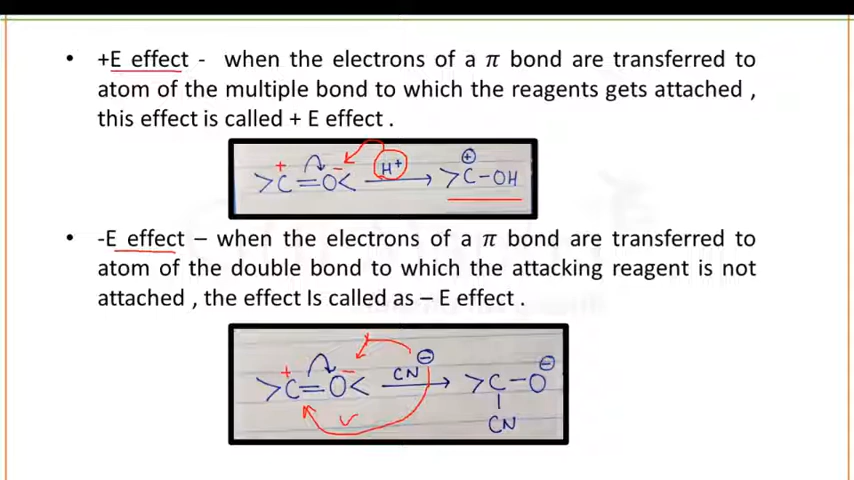 • +E effect - when the electrons of a π bond are transferred to
atom of the multiple bond to which the reagents gets attached ,
this effect is called + E effect .
+ −
>C=O< H⁺ → >C⊕−OH
• -E effect – when the electrons of a π bond are transferred to
atom of the double bond to which the attacking reagent is not
attached , the effect Is called as – E effect .
+ −
>C=O< CN⊖ → >C−O⊖
CN